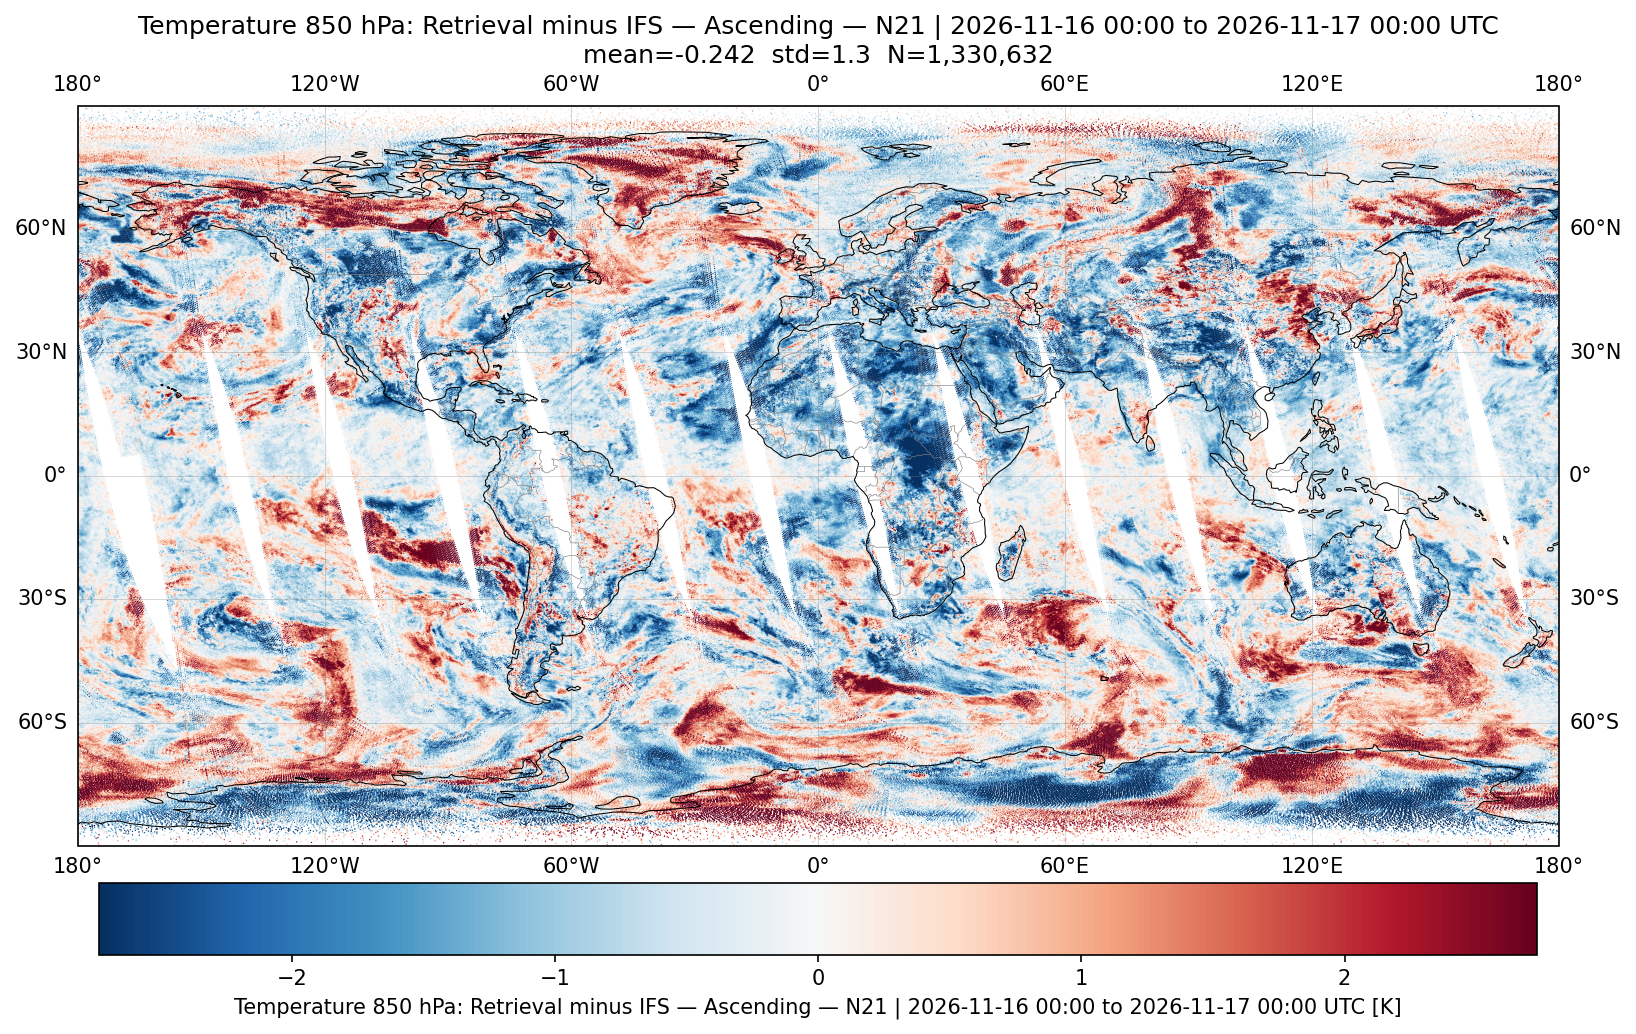 Temperature 850 hPa: Retrieval minus IFS — Ascending — N21 | 2026-11-16 00:00 to 2026-11-17 00:00 UTC
mean=-0.242 std=1.3 N=1,330,632
180° 120°W 60°W 0° 60°E 120°E 180°
60°N 60°N
30°N 30°N
0° 0°
30°S 30°S
60°S 60°S
180° 120°W 60°W 0° 60°E 120°E 180°
−2 −1 0 1 2
Temperature 850 hPa: Retrieval minus IFS — Ascending — N21 | 2026-11-16 00:00 to 2026-11-17 00:00 UTC [K]